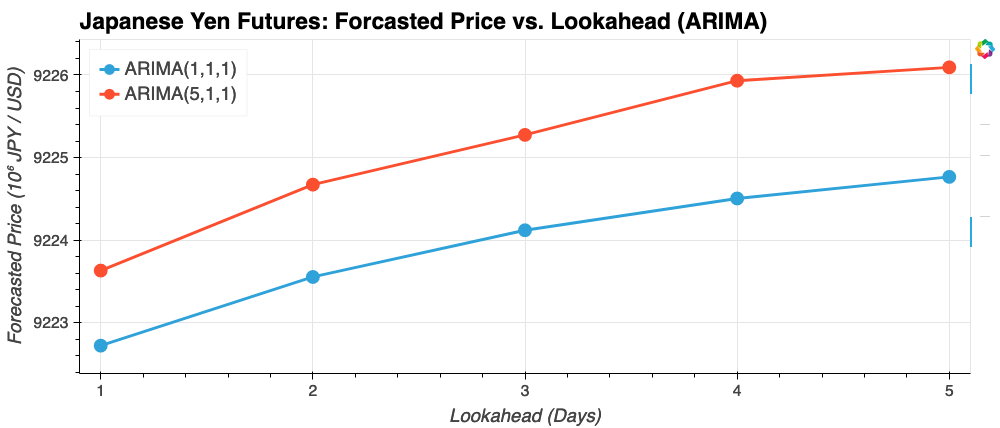 Japanese Yen Futures: Forcasted Price vs. Lookahead (ARIMA)
ARIMA(1,1,1)
ARIMA(5,1,1)
Forecasted Price (10⁶ JPY / USD)
9226
9225
9224
9223
1 2 3 4 5
Lookahead (Days)